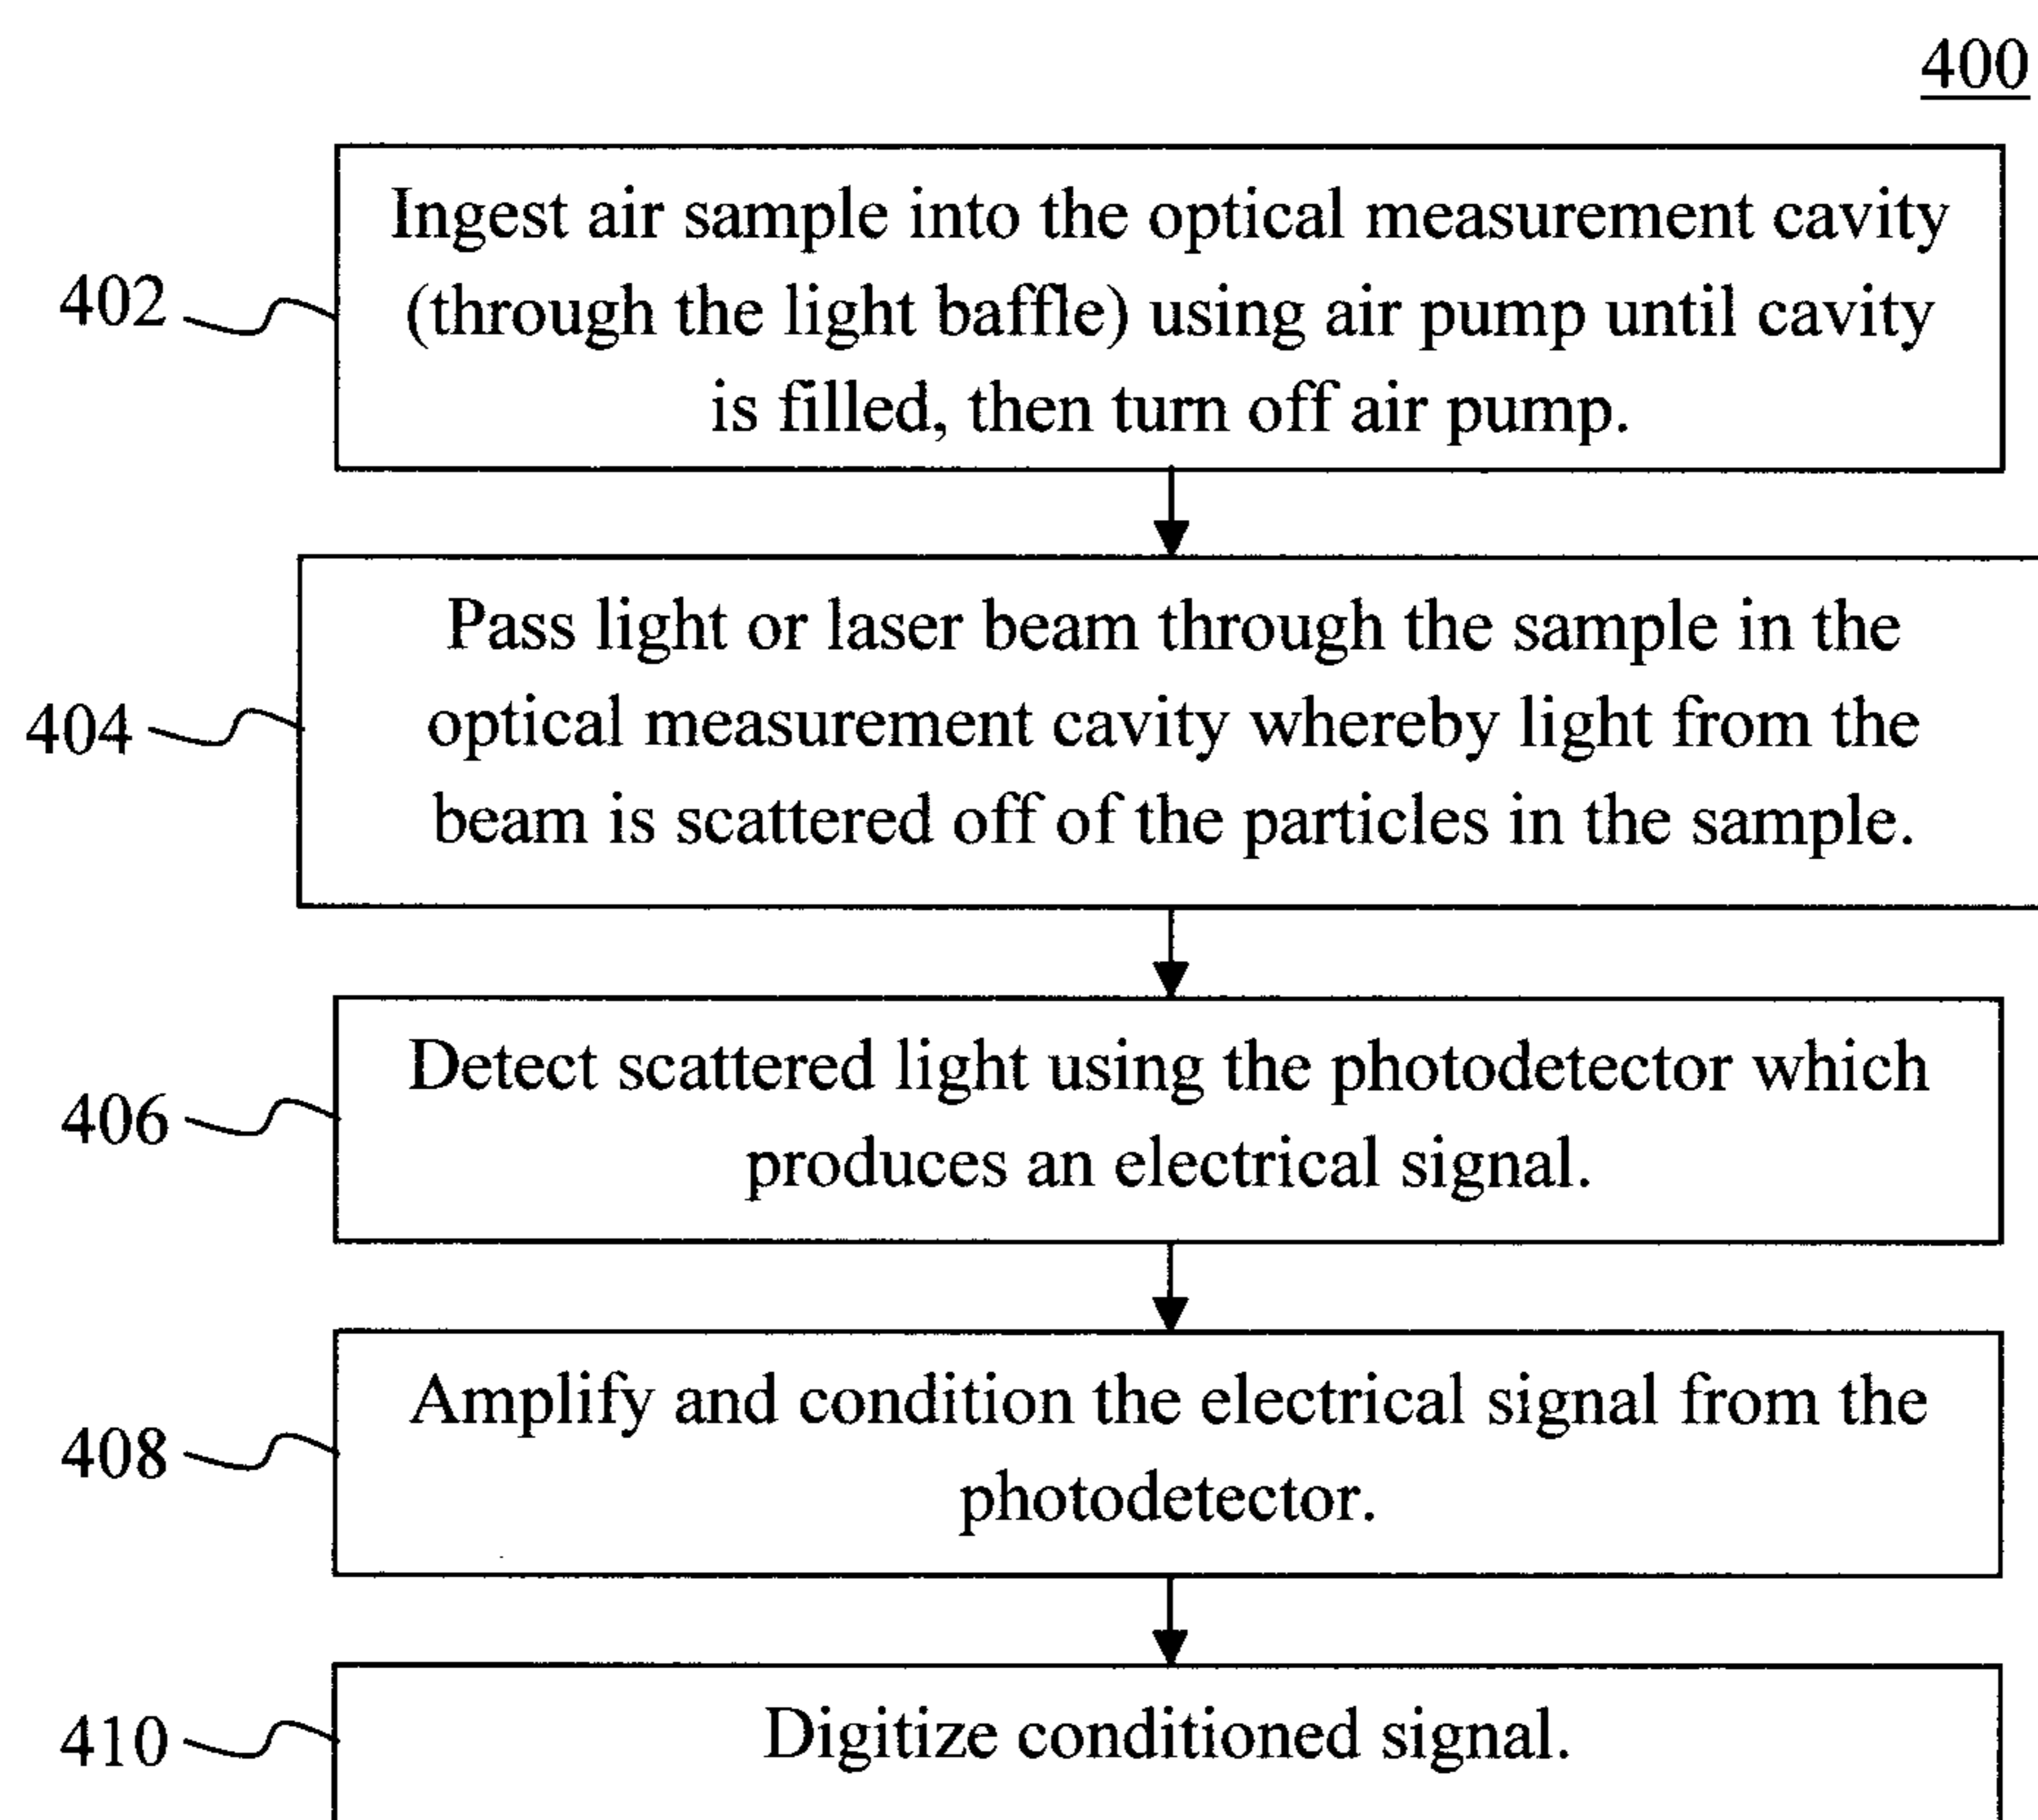 400
Ingest air sample into the optical measurement cavity
(through the light baffle) using air pump until cavity
is filled, then turn off air pump.
402
Pass light or laser beam through the sample in the
optical measurement cavity whereby light from the
beam is scattered off of the particles in the sample.
404
Detect scattered light using the photodetector which
produces an electrical signal.
406
Amplify and condition the electrical signal from the
photodetector.
408
Digitize conditioned signal.
410